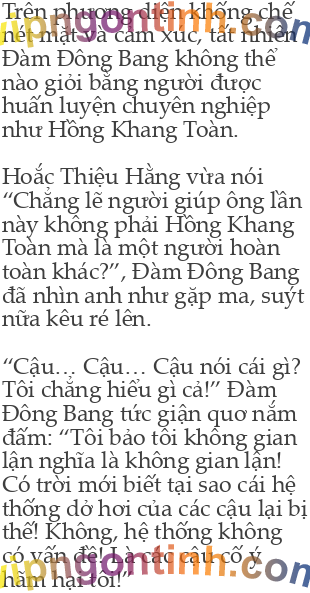 Trên phương diện khống chế
nét mặt và cảm xúc, tất nhiên
Đàm Đông Bang không thể
nào giỏi bằng người được
huấn luyện chuyên nghiệp
như Hồng Khang Toàn.
Hoắc Thiệu Hằng vừa nói
“Chẳng lẽ người giúp ông lần
này không phải Hồng Khang
Toàn mà là một người hoàn
toàn khác?”, Đàm Đông Bang
đã nhìn anh như gặp ma, suýt
nữa kêu ré lên.
“Cậu… Cậu… Cậu nói cái gì?
Tôi chẳng hiểu gì cả!” Đàm
Đông Bang tức giận quơ nắm
đấm: “Tôi bảo tôi không gian
lận nghĩa là không gian lận!
Có trời mới biết tại sao cái hệ
thống dở hơi của các cậu lại bị
thế! Không, hệ thống không
có vấn đề! Là các cậu cố ý
hãm hại tôi!”